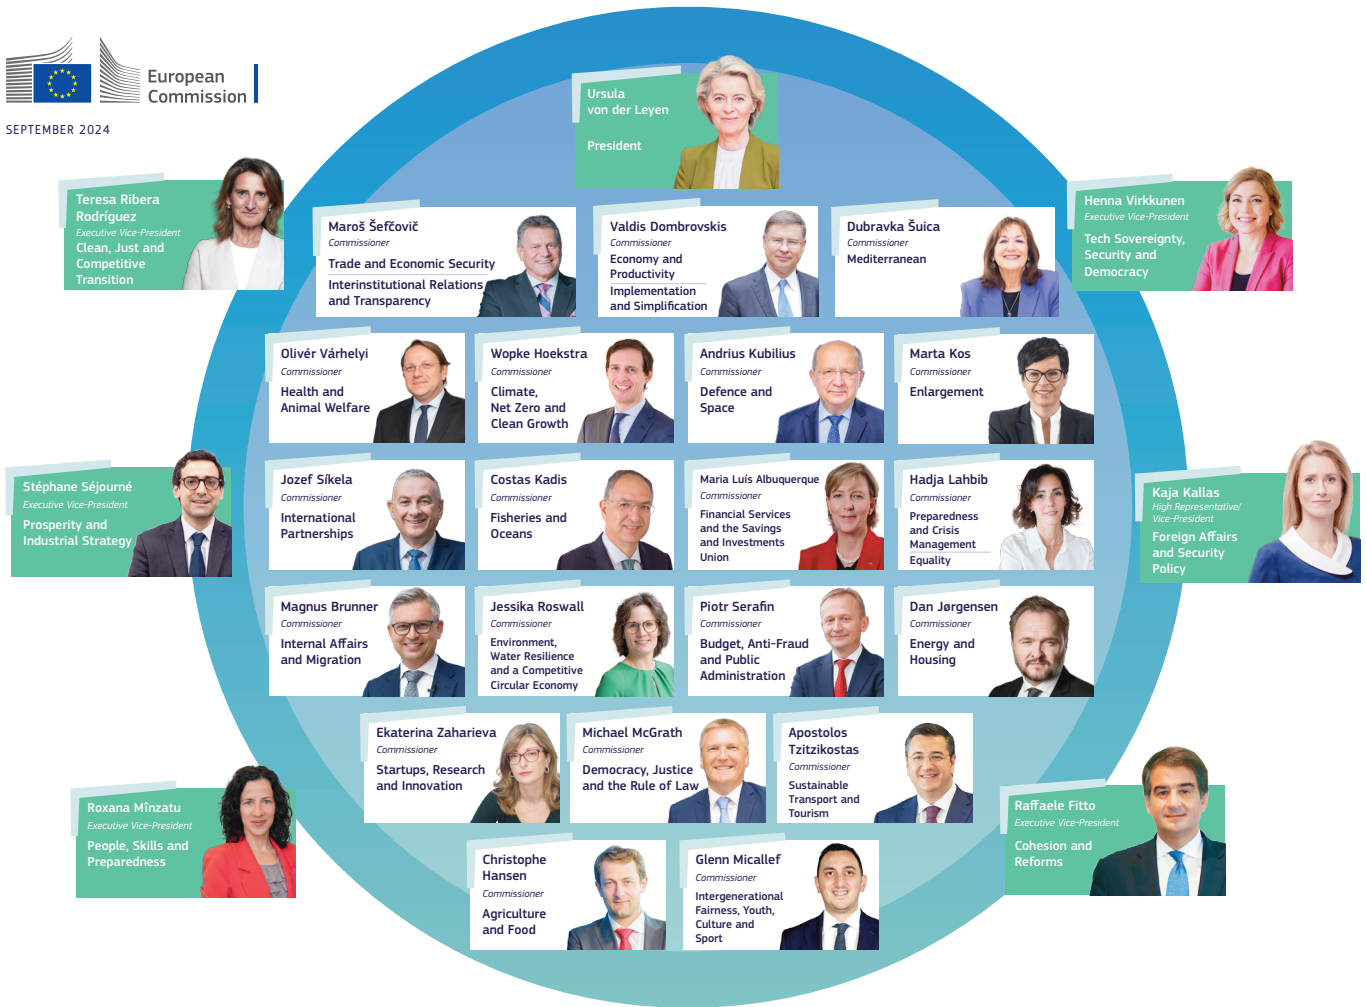 European
Commission
SEPTEMBER 2024
Ursula
von der Leyen
President
Teresa Ribera
Rodríguez
Executive Vice-President
Clean, Just and
Competitive
Transition
Maroš Šefčovič
Commissioner
Trade and Economic Security
Interinstitutional Relations
and Transparency
Valdis Dombrovskis
Commissioner
Economy and
Productivity
Implementation
and Simplification
Dubravka Šuica
Commissioner
Mediterranean
Henna Virkkunen
Executive Vice-President
Tech Sovereignty,
Security and
Democracy
Olivér Várhelyi
Commissioner
Health and
Animal Welfare
Wopke Hoekstra
Commissioner
Climate,
Net Zero and
Clean Growth
Andrius Kubilius
Commissioner
Defence and
Space
Marta Kos
Commissioner
Enlargement
Stéphane Séjourné
Executive Vice-President
Prosperity and
Industrial Strategy
Jozef Síkela
Commissioner
International
Partnerships
Costas Kadis
Commissioner
Fisheries and
Oceans
Maria Luís Albuquerque
Commissioner
Financial Services
and the Savings
and Investments
Union
Hadja Lahbib
Commissioner
Preparedness
and Crisis
Management
Equality
Kaja Kallas
High Representative/
Vice-President
Foreign Affairs
and Security
Policy
Magnus Brunner
Commissioner
Internal Affairs
and Migration
Jessika Roswall
Commissioner
Environment,
Water Resilience
and a Competitive
Circular Economy
Piotr Serafin
Commissioner
Budget, Anti-Fraud
and Public
Administration
Dan Jørgensen
Commissioner
Energy and
Housing
Ekaterina Zaharieva
Commissioner
Startups, Research
and Innovation
Michael McGrath
Commissioner
Democracy, Justice
and the Rule of Law
Apostolos
Tzitzikostas
Commissioner
Sustainable
Transport and
Tourism
Roxana Mînzatu
Executive Vice-President
People, Skills and
Preparedness
Raffaele Fitto
Executive Vice-President
Cohesion and
Reforms
Christophe
Hansen
Commissioner
Agriculture
and Food
Glenn Micallef
Commissioner
Intergenerational
Fairness, Youth,
Culture and
Sport